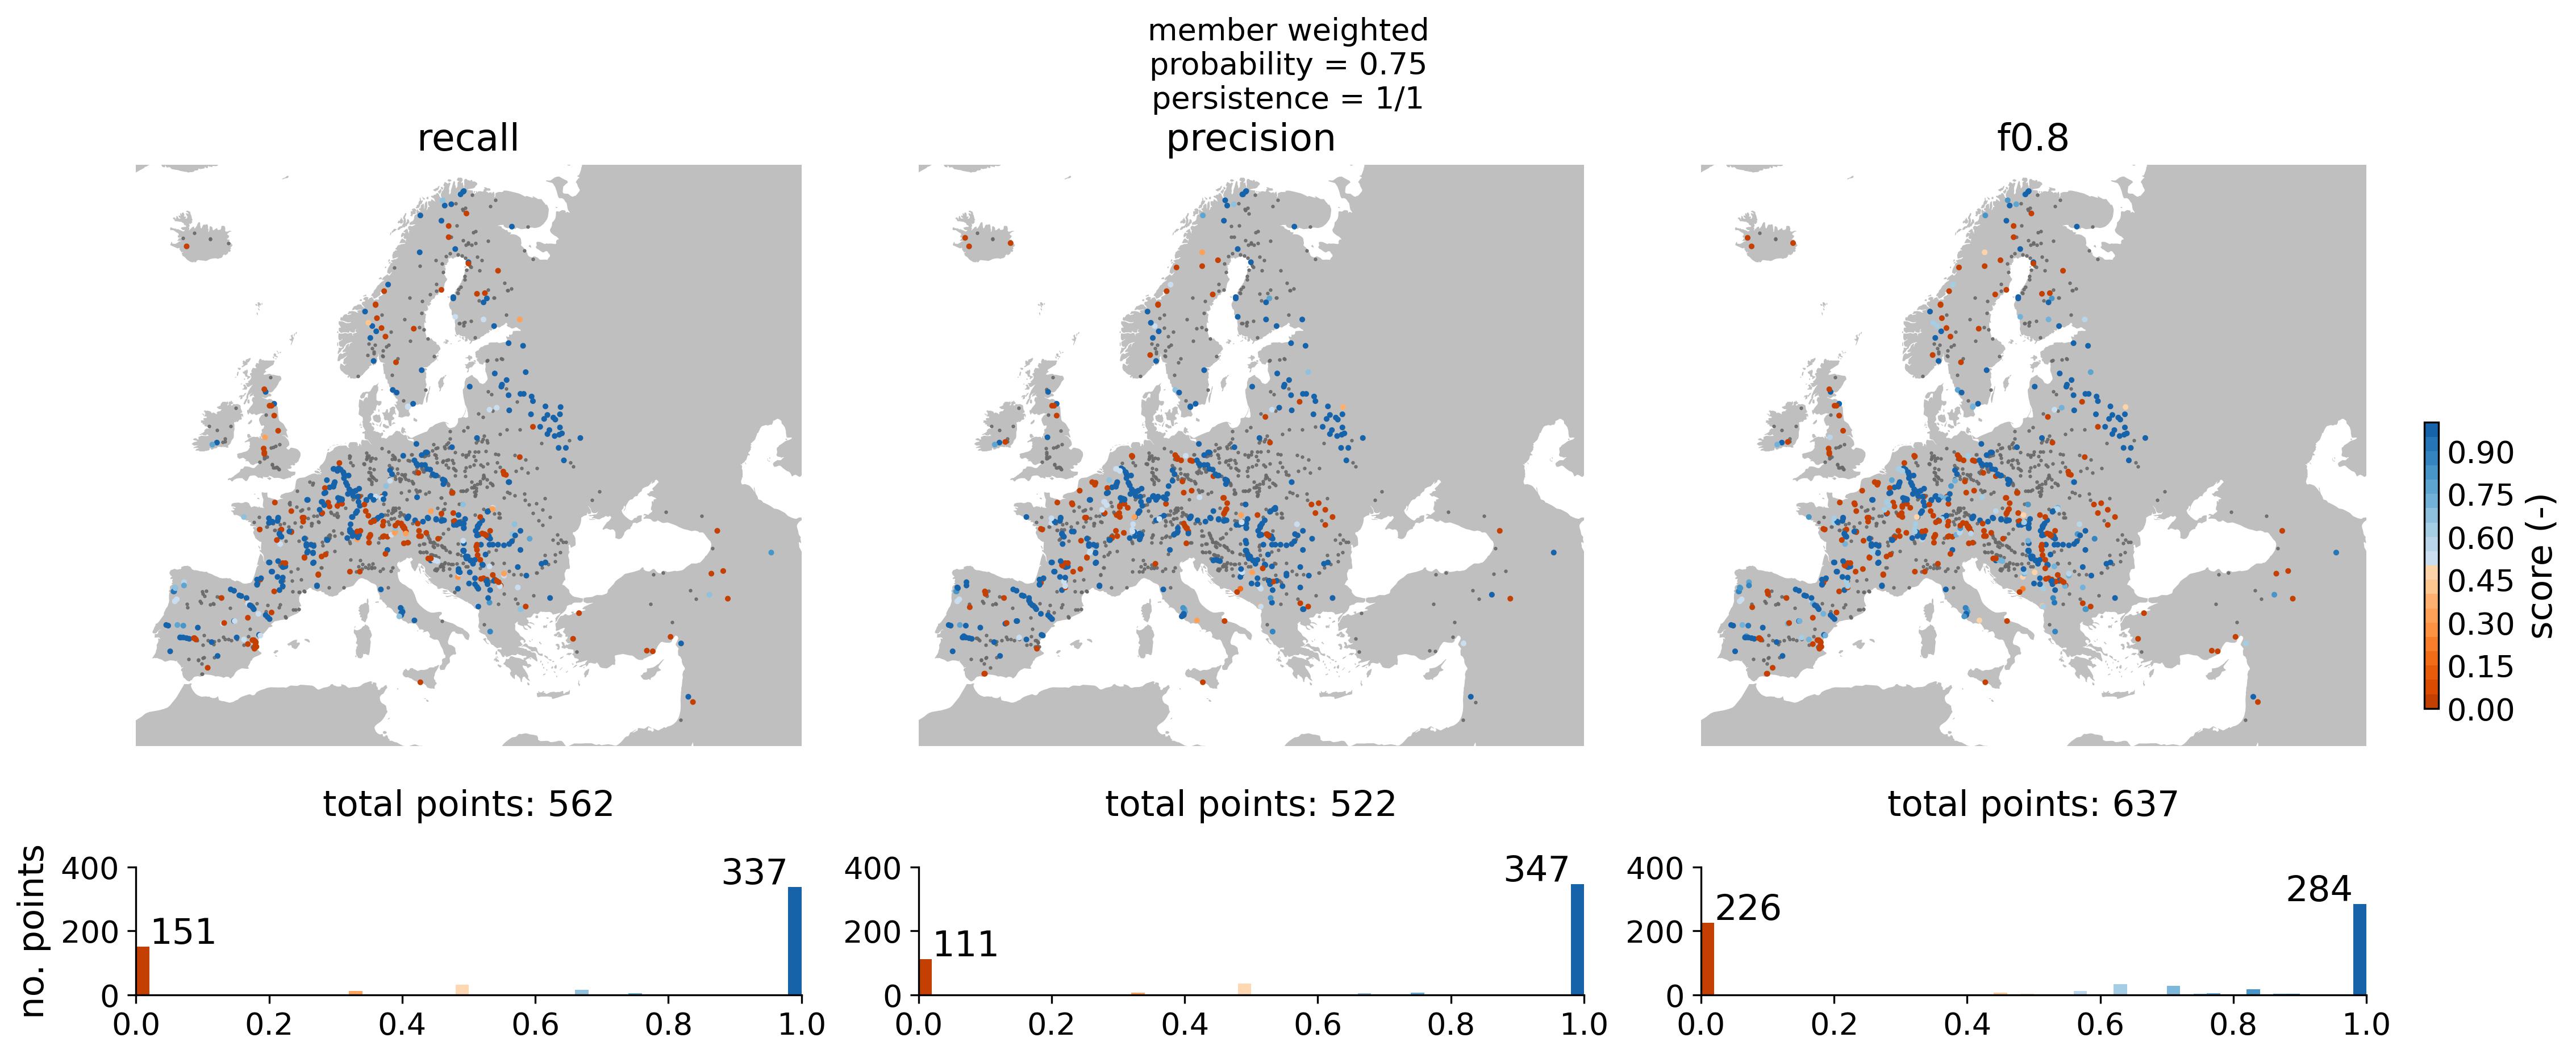 member weighted
probability = 0.75
persistence = 1/1
recall
precision
f0.8
0.90
0.75
0.60
0.45
0.30
0.15
0.00
score (-)
total points: 562
total points: 522
total points: 637
no. points
400
200
0
151
337
0.0 0.2 0.4 0.6 0.8 1.0
400
200
0
111
347
0.0 0.2 0.4 0.6 0.8 1.0
400
200
0
226
284
0.0 0.2 0.4 0.6 0.8 1.0